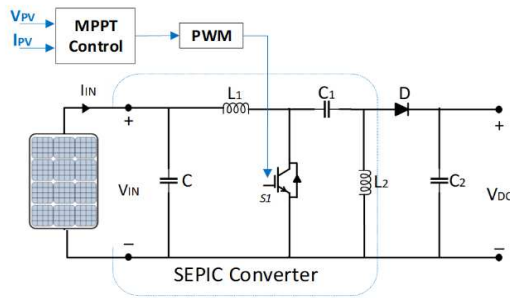 VPV
IPV
MPPT
Control
PWM
IIN
L1
C1
D
+
+
VIN
C
S1
L2
C2
VDC
−
−
SEPIC Converter